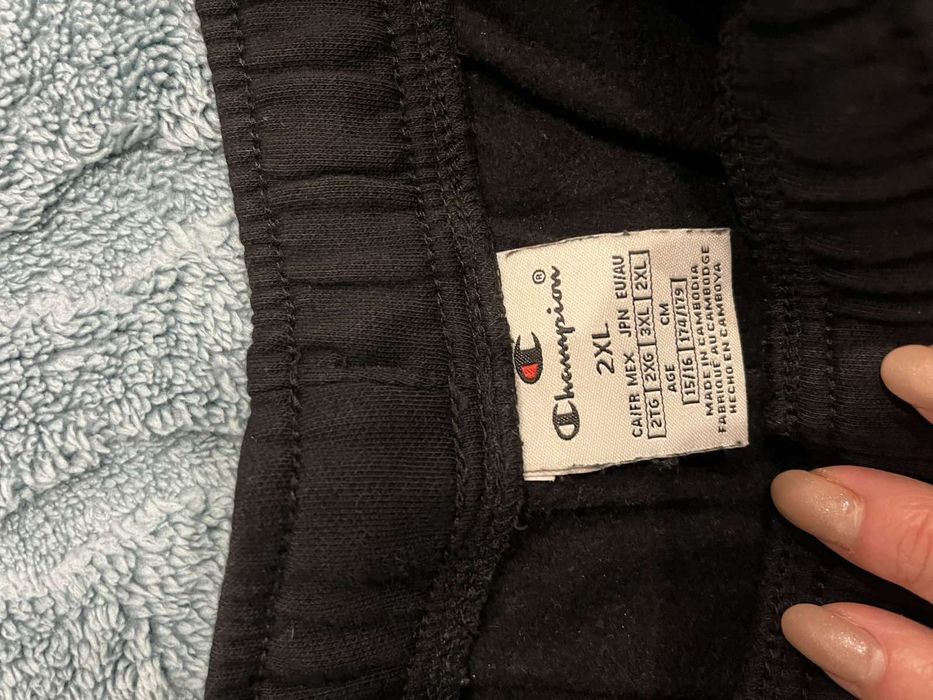 Champion®
2XL
CA/FR MEX JPN EU/AU
2TG 2XG 3XL 2XL
AGE CM
15/16 174/179
MADE IN CAMBODIA
FABRIQUÉ AU CAMBODGE
HECHO EN CAMBOYA